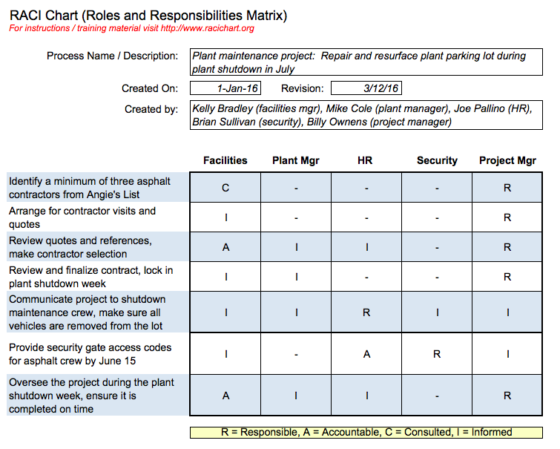 RACI Chart (Roles and Responsibilities Matrix)
For instructions / training material visit http://www.racichart.org
Process Name / Description: Plant maintenance project: Repair and resurface plant parking lot during
plant shutdown in July
Created On: 1-Jan-16 Revision: 3/12/16
Created by: Kelly Bradley (facilities mgr), Mike Cole (plant manager), Joe Pallino (HR),
Brian Sullivan (security), Billy Owens (project manager)
Facilities Plant Mgr HR Security Project Mgr
Identify a minimum of three asphalt
contractors from Angie's List C - - - R
Arrange for contractor visits and
quotes I - - - R
Review quotes and references,
make contractor selection A I I - R
Review and finalize contract, lock in
plant shutdown week I I - - R
Communicate project to shutdown
maintenance crew, make sure all
vehicles are removed from the lot I I R I I
Provide security gate access codes
for asphalt crew by June 15 I - A R I
Oversee the project during the plant
shutdown week, ensure it is
completed on time A I I - R
R = Responsible, A = Accountable, C = Consulted, I = Informed